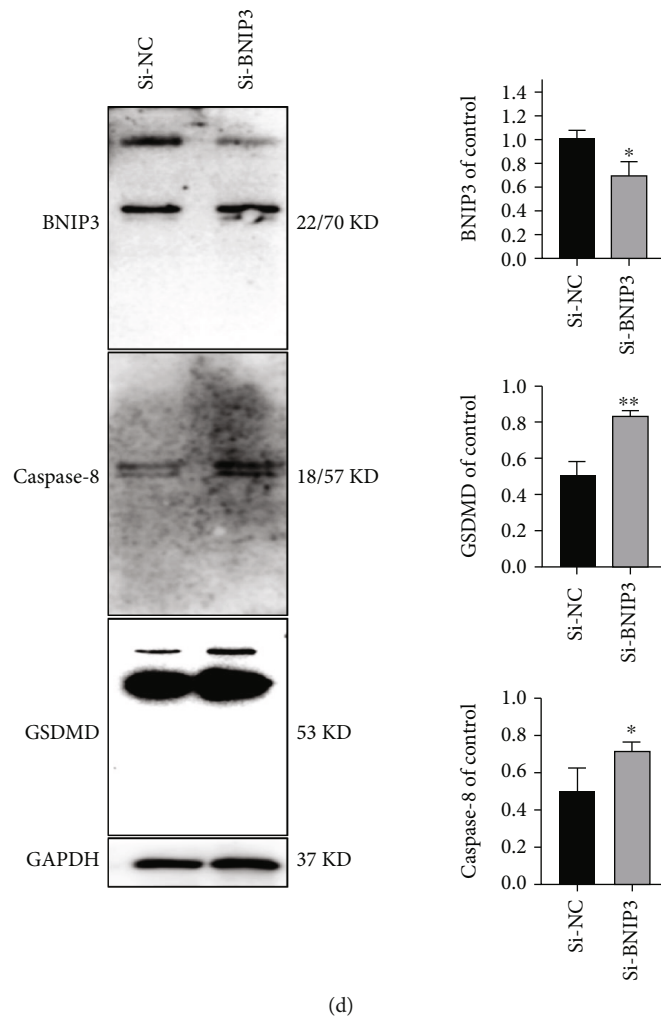 Si-NC
Si-BNIP3
BNIP3
22/70 KD
Caspase-8
18/57 KD
GSDMD
53 KD
GAPDH
37 KD
BNIP3 of control
1.4
1.2
1.0
0.8
0.6
0.4
0.2
0.0
*
Si-NC
Si-BNIP3
GSDMD of control
1.0
0.8
0.6
0.4
0.2
0.0
**
Si-NC
Si-BNIP3
Caspase-8 of control
1.0
0.8
0.6
0.4
0.2
0.0
*
Si-NC
Si-BNIP3
(d)